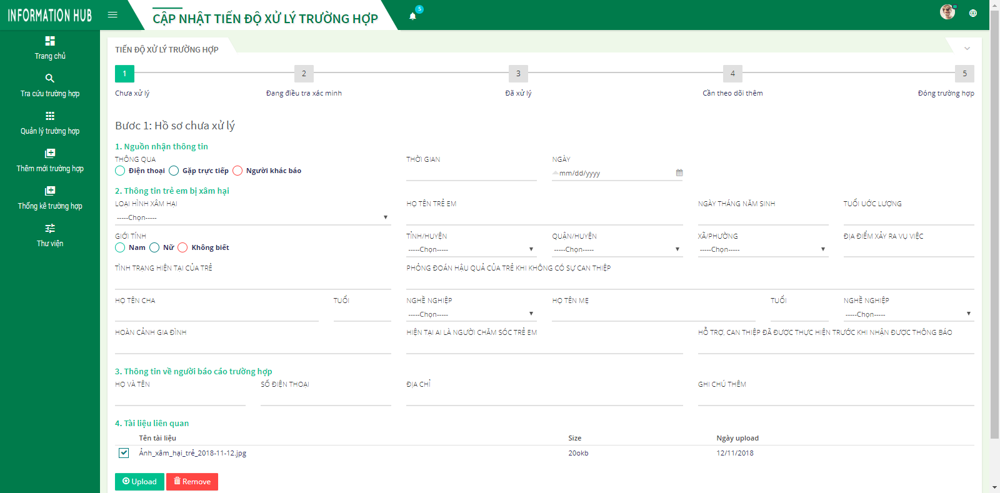 INFORMATION HUB
CẬP NHẬT TIẾN ĐỘ XỬ LÝ TRƯỜNG HỢP
5
Trang chủ
Tra cứu trường hợp
Quản lý trường hợp
Thêm mới trường hợp
Thống kê trường hợp
Thư viện
TIẾN ĐỘ XỬ LÝ TRƯỜNG HỢP
1 2 3 4 5
Chưa xử lý Đang điều tra xác minh Đã xử lý Cần theo dõi thêm Đóng trường hợp
Bước 1: Hồ sơ chưa xử lý
1. Nguồn nhận thông tin
THÔNG QUA THỜI GIAN NGÀY
Điện thoại Gặp trực tiếp Người khác báo mm/dd/yyyy
2. Thông tin trẻ em bị xâm hại
LOẠI HÌNH XÂM HẠI HỌ TÊN TRẺ EM NGÀY THÁNG NĂM SINH TUỔI ƯỚC LƯỢNG
-----Chọn-----
GIỚI TÍNH TỈNH/HUYỆN QUẬN/HUYỆN XÃ/PHƯỜNG ĐỊA ĐIỂM XẢY RA VỤ VIỆC
Nam Nữ Không biết -----Chọn----- -----Chọn----- -----Chọn-----
TÌNH TRẠNG HIỆN TẠI CỦA TRẺ PHỎNG ĐOÁN HẬU QUẢ CỦA TRẺ KHI KHÔNG CÓ SỰ CAN THIỆP
HỌ TÊN CHA TUỔI NGHỀ NGHIỆP HỌ TÊN MẸ TUỔI NGHỀ NGHIỆP
-----Chọn----- -----Chọn-----
HOÀN CẢNH GIA ĐÌNH HIỆN TẠI AI LÀ NGƯỜI CHĂM SÓC TRẺ EM HỖ TRỢ, CAN THIỆP ĐÃ ĐƯỢC THỰC HIỆN TRƯỚC KHI NHẬN ĐƯỢC THÔNG BÁO
3. Thông tin về người báo cáo trường hợp
HỌ VÀ TÊN SỐ ĐIỆN THOẠI ĐỊA CHỈ GHI CHÚ THÊM
4. Tài liệu liên quan
Tên tài liệu Size Ngày upload
Ảnh_xâm_hại_trẻ_2018-11-12.jpg 20okb 12/11/2018
Upload Remove